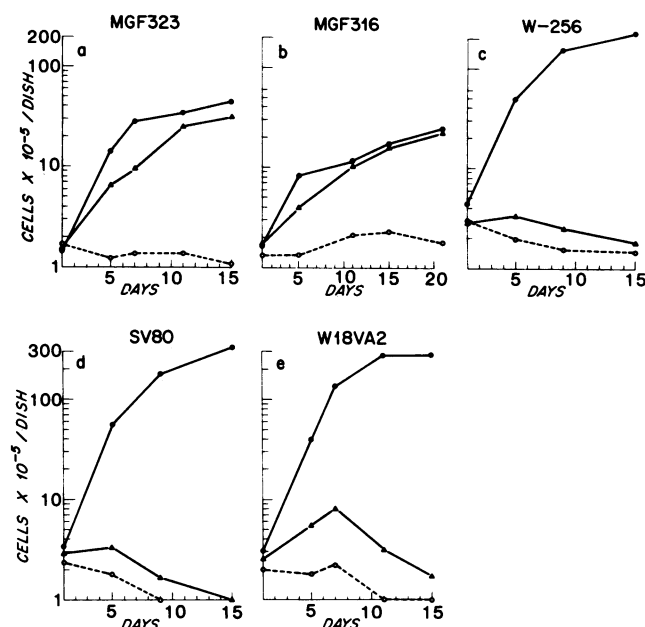 MGF323
MGF316
W-256
a
b
c
200
100
10
1
CELLS X 10⁻⁵/DISH
5 10 15
DAYS
5 10 15 20
DAYS
5 10 15
DAYS
SV80
W18VA2
d
e
300
100
10
1
CELLS X 10⁻⁵/DISH
5 10 15
DAYS
5 10 15
DAYS